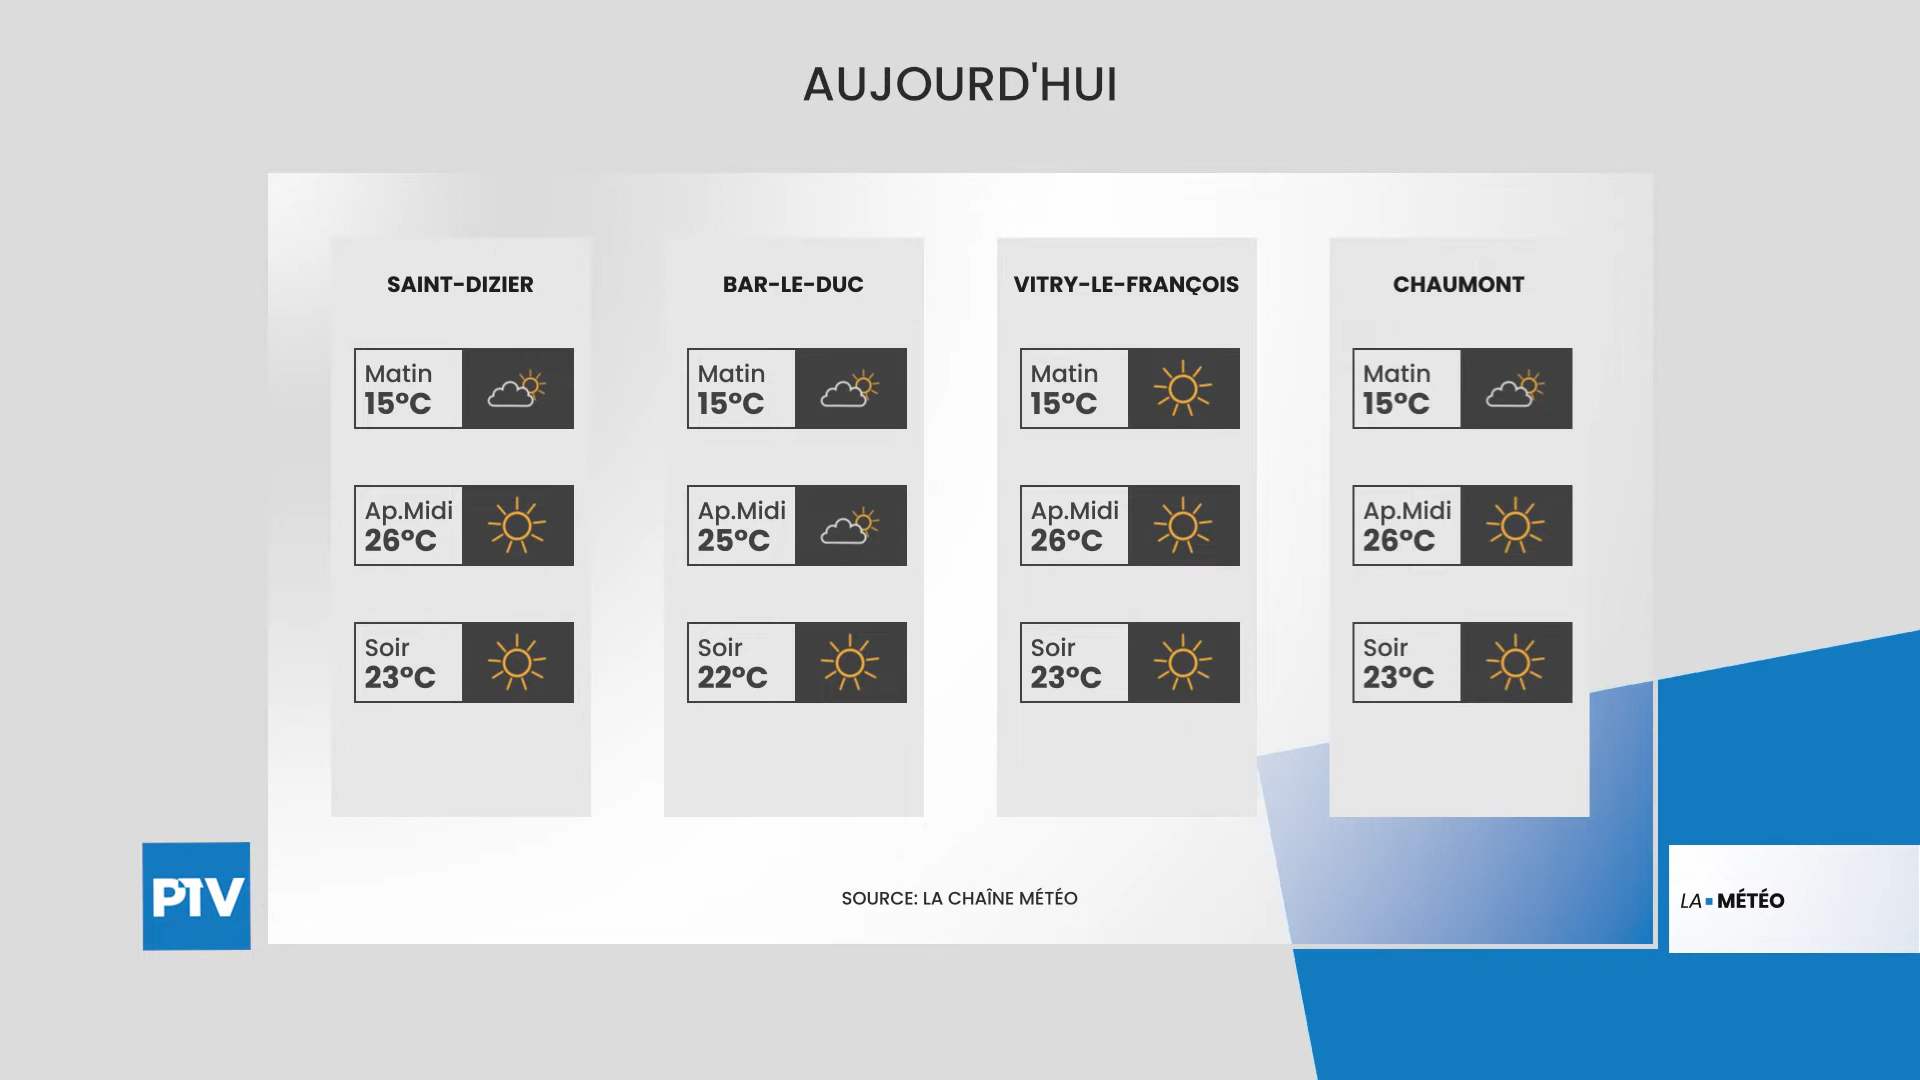 AUJOURD'HUI
SAINT-DIZIER
Matin
15°C
Ap.Midi
26°C
Soir
23°C
BAR-LE-DUC
Matin
15°C
Ap.Midi
25°C
Soir
22°C
VITRY-LE-FRANÇOIS
Matin
15°C
Ap.Midi
26°C
Soir
23°C
CHAUMONT
Matin
15°C
Ap.Midi
26°C
Soir
23°C
SOURCE: LA CHAÎNE MÉTÉO
PTV
LA MÉTÉO